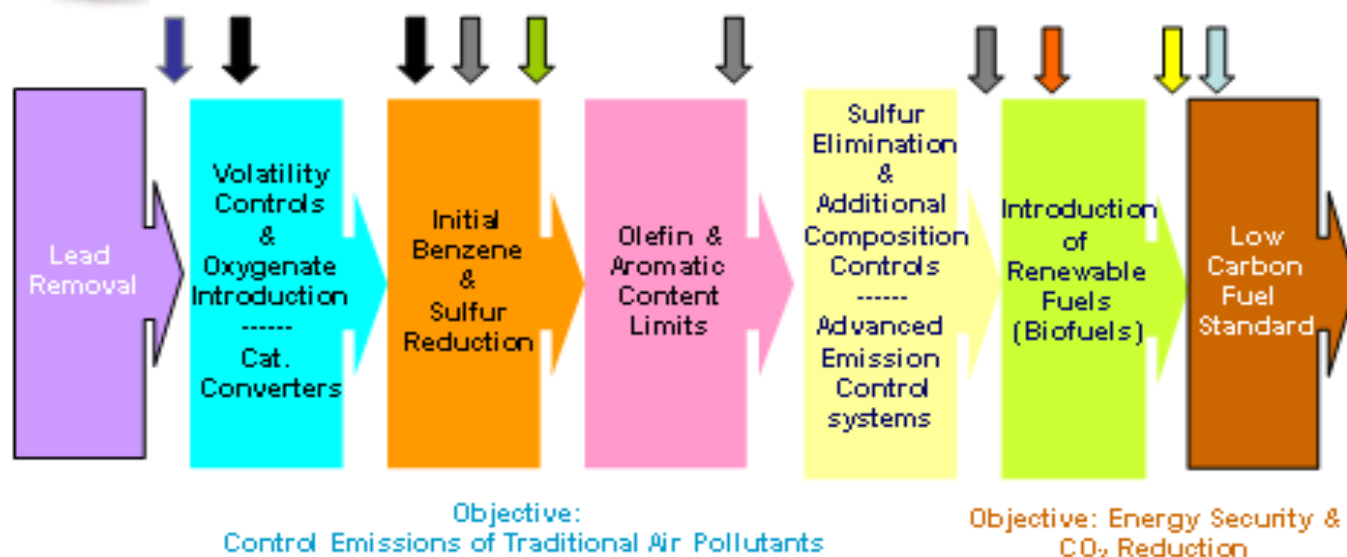 Lead
Removal
Volatility
Controls
&
Oxygenate
Introduction
------
Cat.
Converters
Initial
Benzene
&
Sulfur
Reduction
Olefin &
Aromatic
Content
Limits
Sulfur
Elimination
&
Additional
Composition
Controls
------
Advanced
Emission
Control
systems
Introduction
of
Renewable
Fuels
(Biofuels)
Low
Carbon
Fuel
Standard
Objective:
Control Emissions of Traditional Air Pollutants
Objective: Energy Security &
CO₂ Reduction